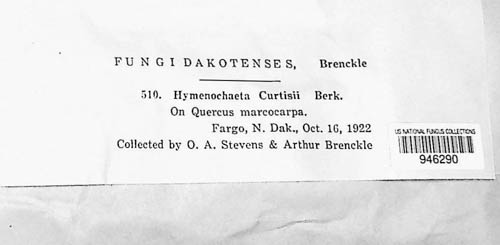 FUNGI DAKOTENSES, Brenckle
510. Hymenochaeta Curtisii Berk.
On Quercus marcocarpa.
Fargo, N. Dak., Oct. 16, 1922
Collected by O. A. Stevens & Arthur Brenckle
US NATIONAL FUNGUS COLLECTIONS
946290